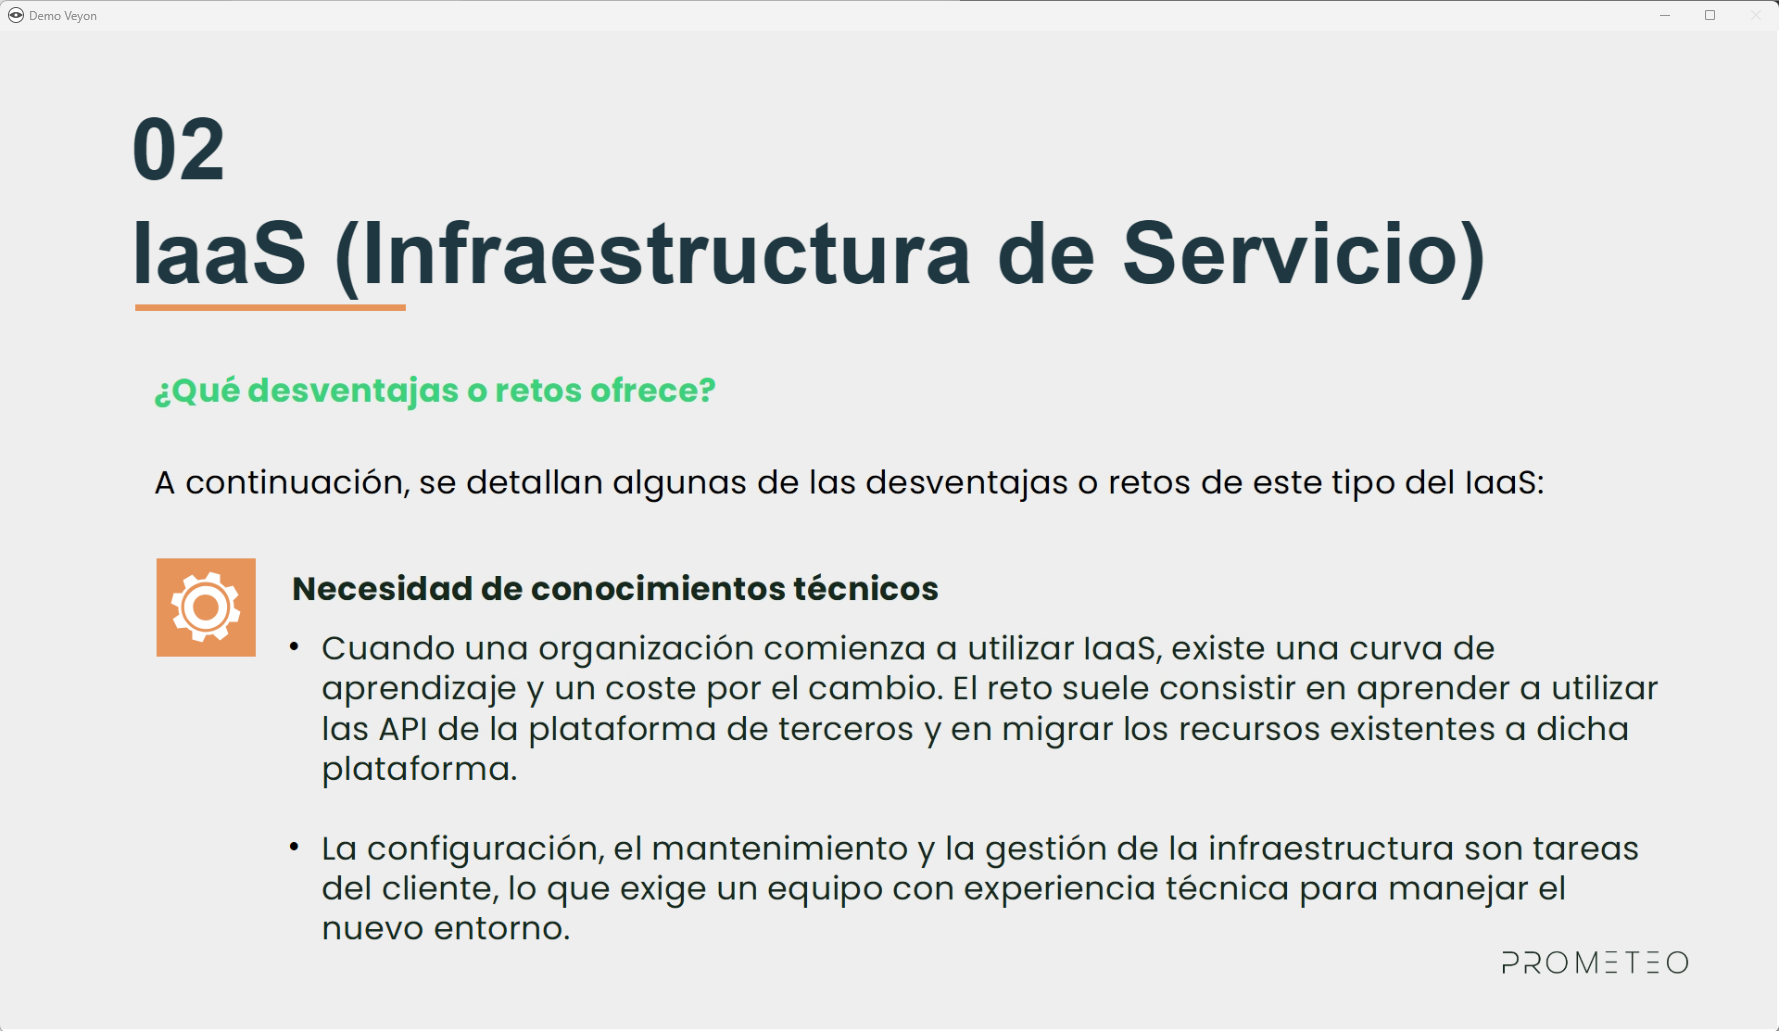 Demo Veyon
02
IaaS (Infraestructura de Servicio)
¿Qué desventajas o retos ofrece?
A continuación, se detallan algunas de las desventajas o retos de este tipo del IaaS:
Necesidad de conocimientos técnicos
• Cuando una organización comienza a utilizar IaaS, existe una curva de
aprendizaje y un coste por el cambio. El reto suele consistir en aprender a utilizar
las API de la plataforma de terceros y en migrar los recursos existentes a dicha
plataforma.
• La configuración, el mantenimiento y la gestión de la infraestructura son tareas
del cliente, lo que exige un equipo con experiencia técnica para manejar el
nuevo entorno.
PROMETEO